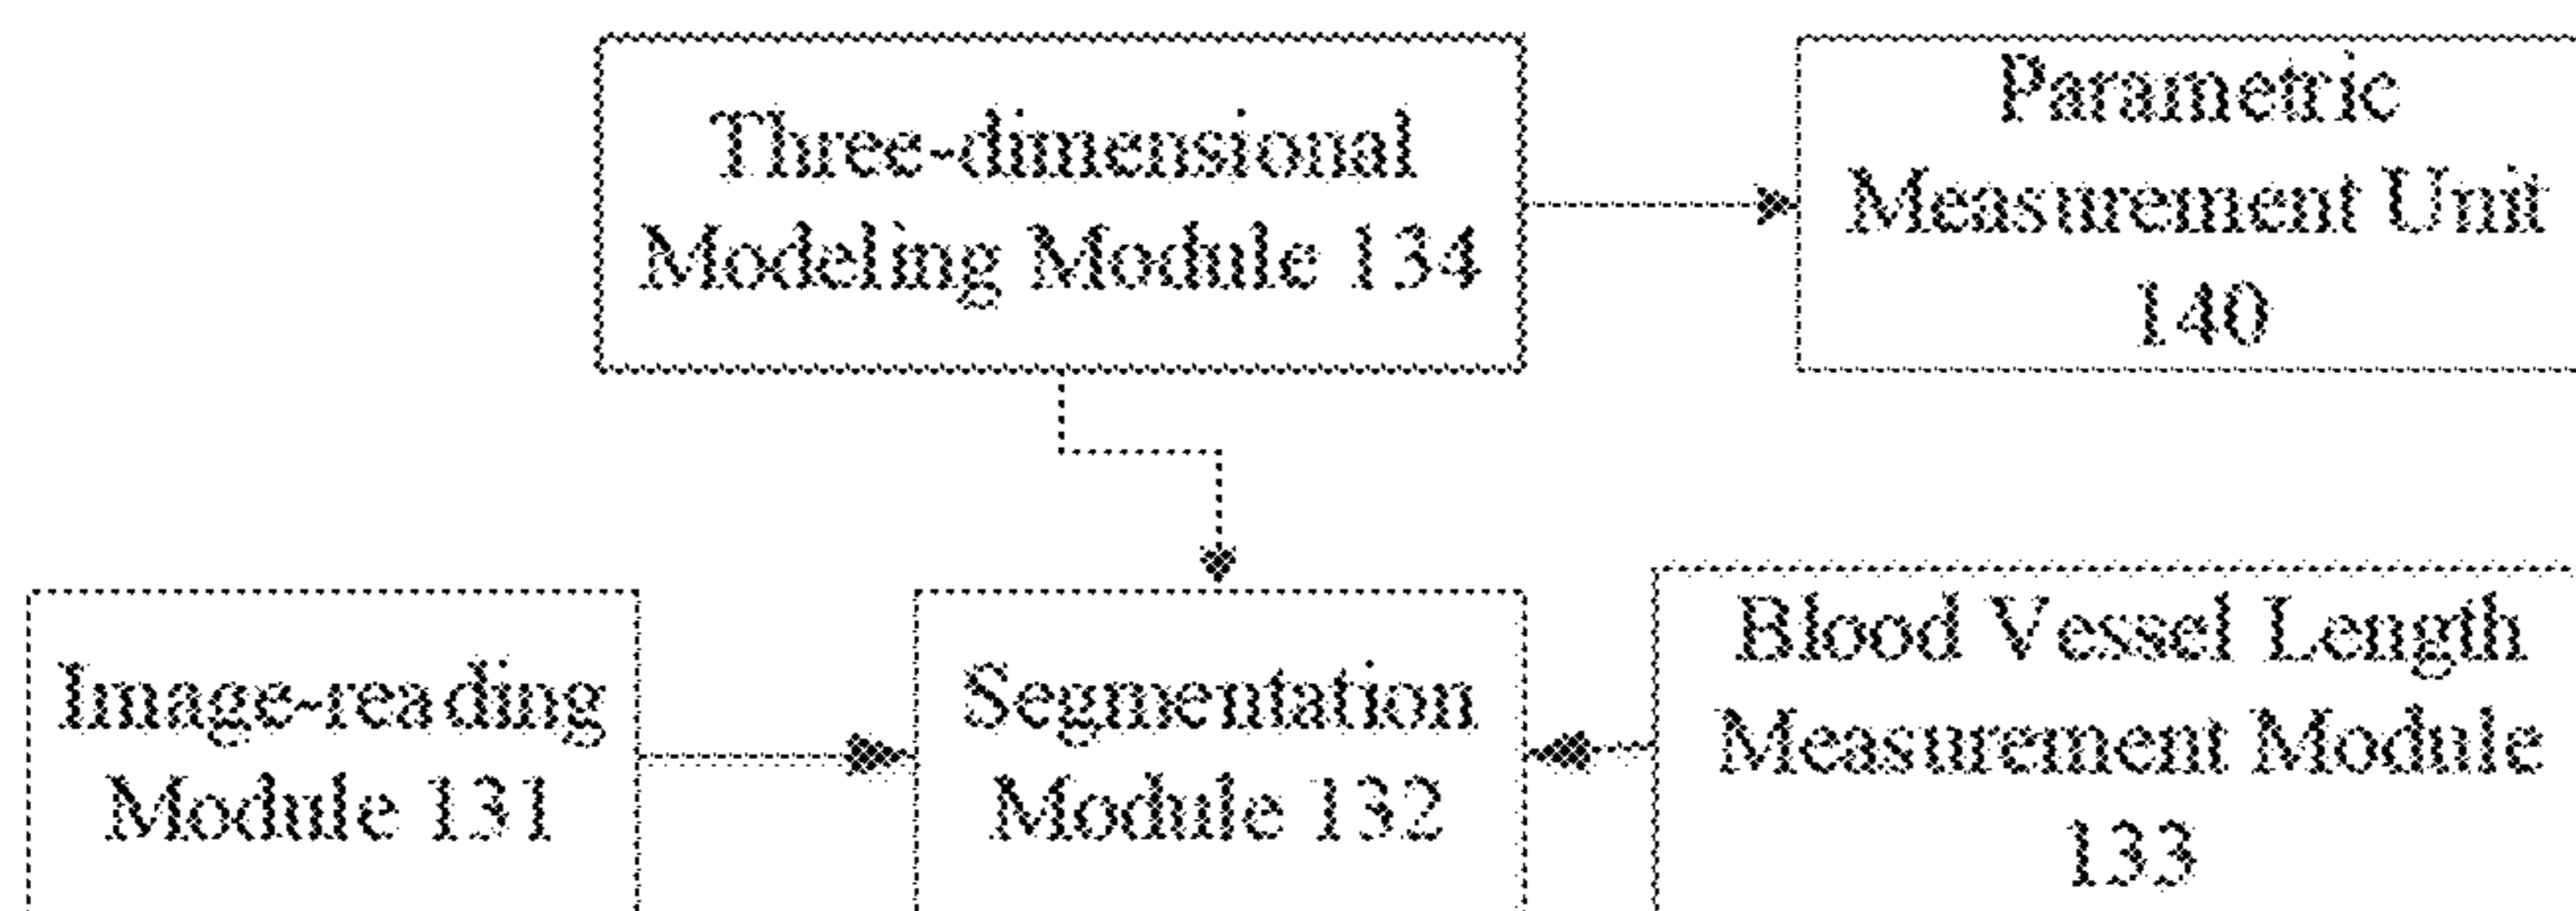 Three-dimensional
Modeling Module 134
Parametric
Measurement Unit
140
Image-reading
Module 131
Segmentation
Module 132
Blood Vessel Length
Measurement Module
133